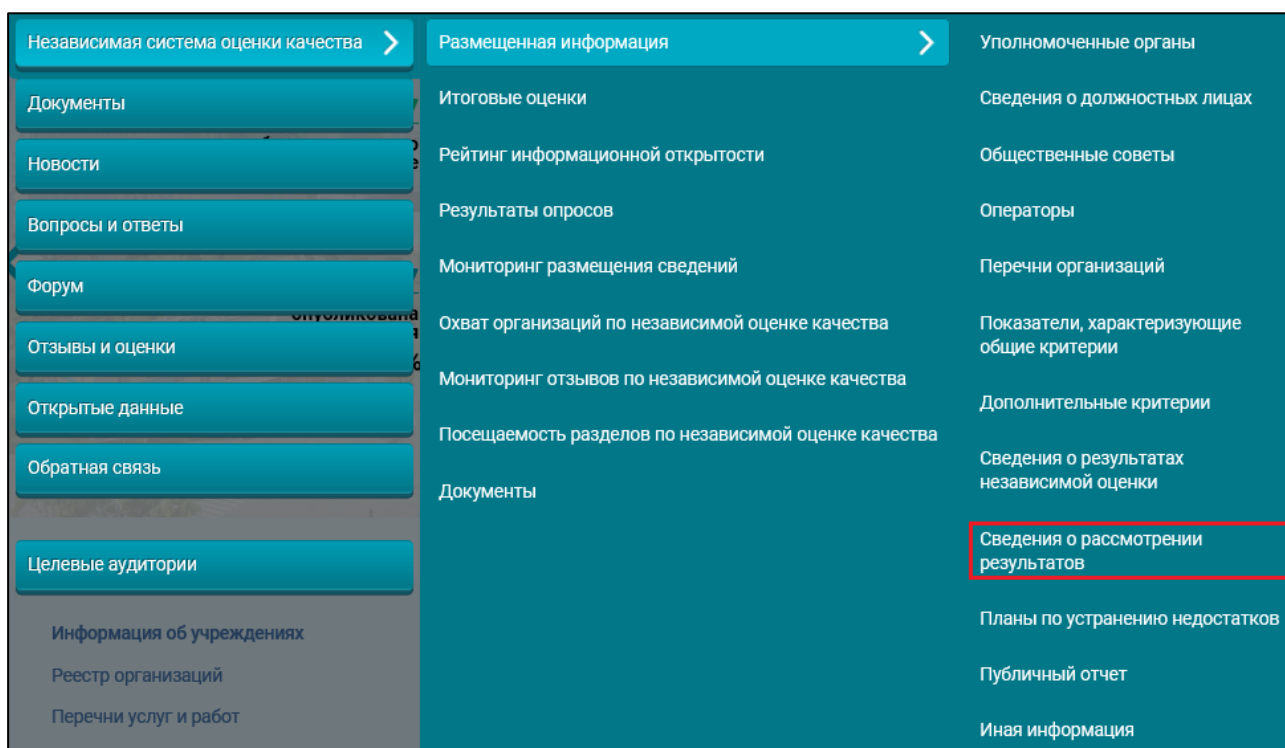 Независимая система оценки качества
Документы
Новости
Вопросы и ответы
Форум
Отзывы и оценки
Открытые данные
Обратная связь
Целевые аудитории
Информация об учреждениях
Реестр организаций
Перечни услуг и работ
Размещенная информация
Итоговые оценки
Рейтинг информационной открытости
Результаты опросов
Мониторинг размещения сведений
Охват организаций по независимой оценке качества
Мониторинг отзывов по независимой оценке качества
Посещаемость разделов по независимой оценке качества
Документы
Уполномоченные органы
Сведения о должностных лицах
Общественные советы
Операторы
Перечни организаций
Показатели, характеризующие
общие критерии
Дополнительные критерии
Сведения о результатах
независимой оценки
Сведения о рассмотрении
результатов
Планы по устранению недостатков
Публичный отчет
Иная информация